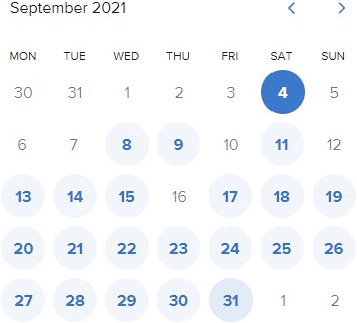 September 2021
MON TUE WED THU FRI SAT SUN
30 31 1 2 3 4 5
6 7 8 9 10 11 12
13 14 15 16 17 18 19
20 21 22 23 24 25 26
27 28 29 30 31 1 2